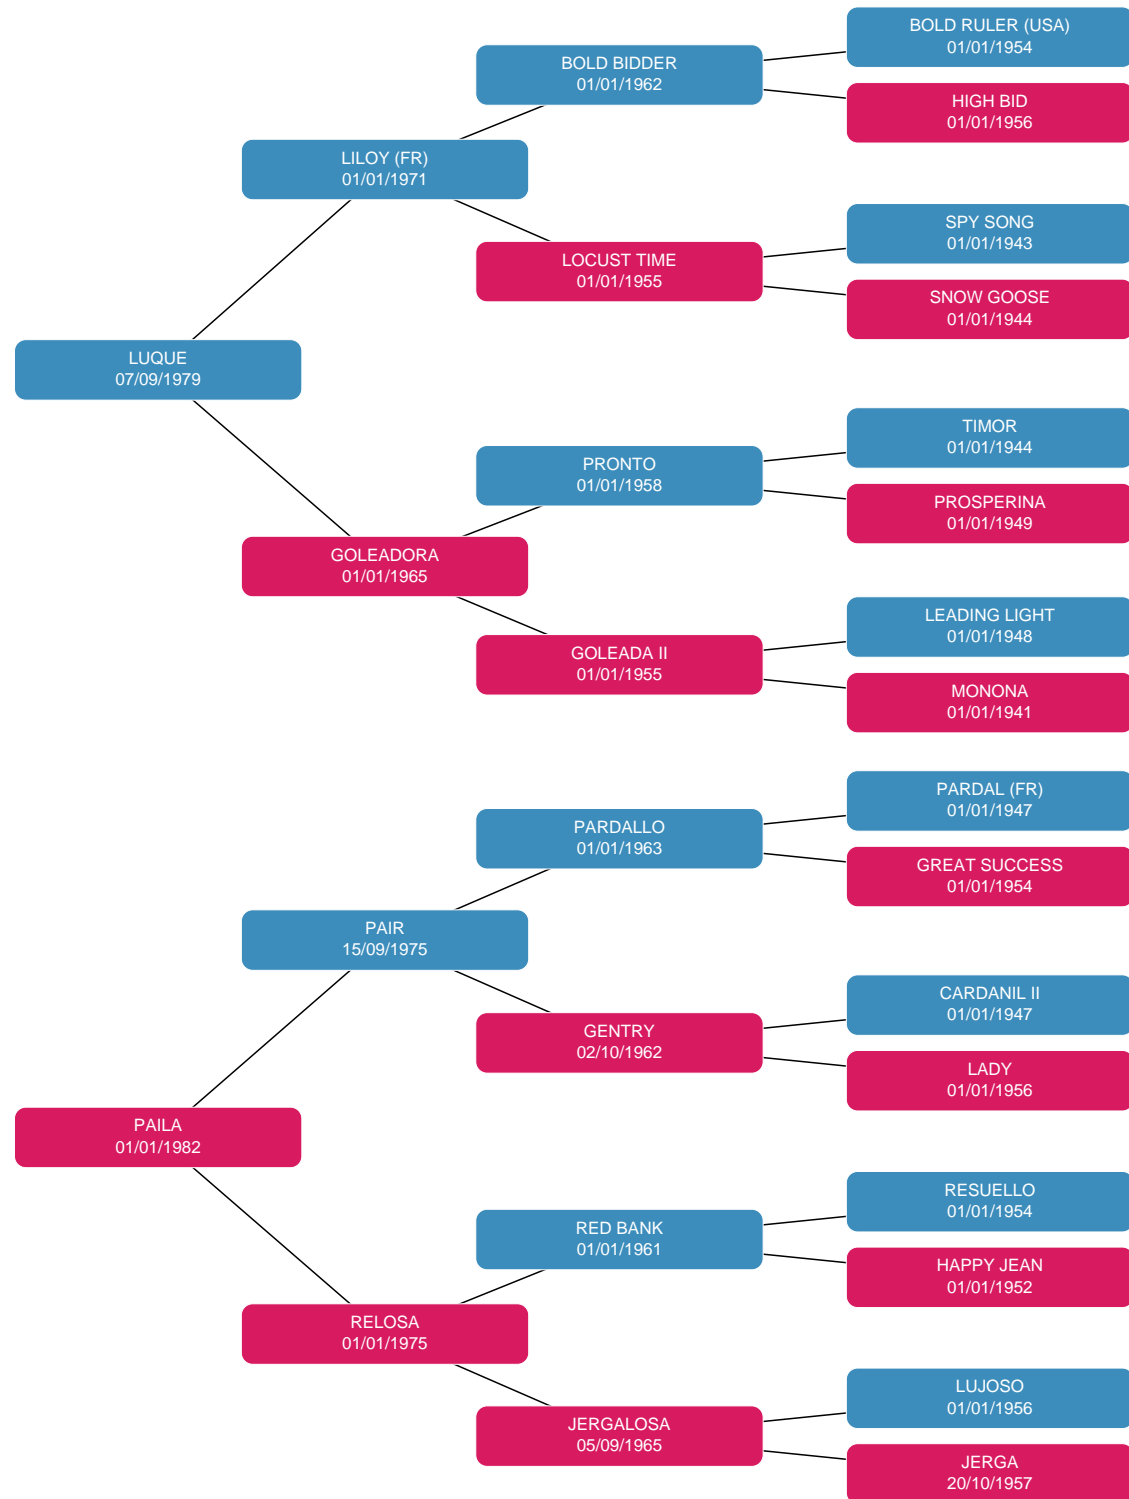 BOLD RULER (USA)
01/01/1954
BOLD BIDDER
01/01/1962
HIGH BID
01/01/1956
LILOY (FR)
01/01/1971
SPY SONG
01/01/1943
LOCUST TIME
01/01/1955
SNOW GOOSE
01/01/1944
LUQUE
07/09/1979
TIMOR
01/01/1944
PRONTO
01/01/1958
PROSPERINA
01/01/1949
GOLEADORA
01/01/1965
LEADING LIGHT
01/01/1948
GOLEADA II
01/01/1955
MONONA
01/01/1941
PARDAL (FR)
01/01/1947
PARDALLO
01/01/1963
GREAT SUCCESS
01/01/1954
PAIR
15/09/1975
CARDANIL II
01/01/1947
GENTRY
02/10/1962
LADY
01/01/1956
PAILA
01/01/1982
RESUELLO
01/01/1954
RED BANK
01/01/1961
HAPPY JEAN
01/01/1952
RELOSA
01/01/1975
LUJOSO
01/01/1956
JERGALOSA
05/09/1965
JERGA
20/10/1957